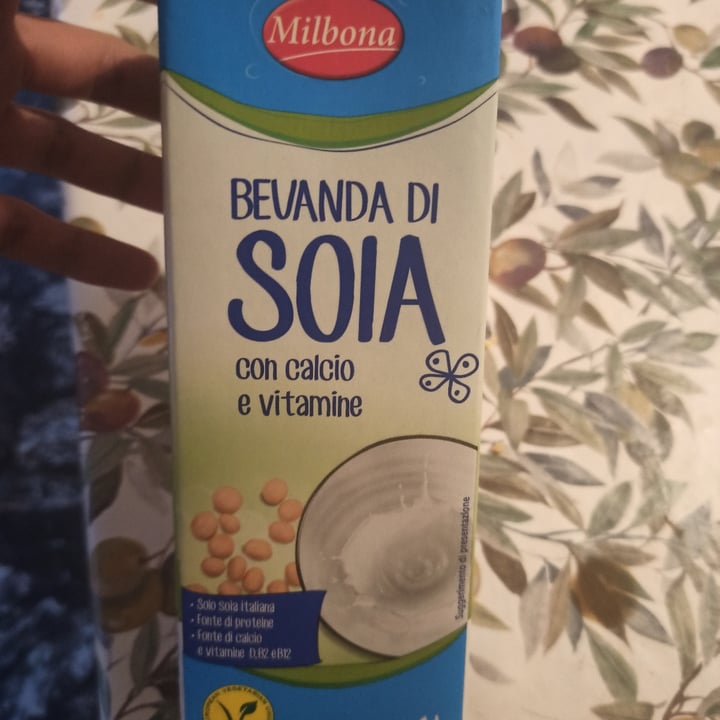 Milbona
BEVANDA DI
SOIA
con calcio
e vitamine
Suggerimento di presentazione
• Solo soia italiana
• Fonte di proteine
• Fonte di calcio
e vitamine D, B2 e B12
VEGETARIAN